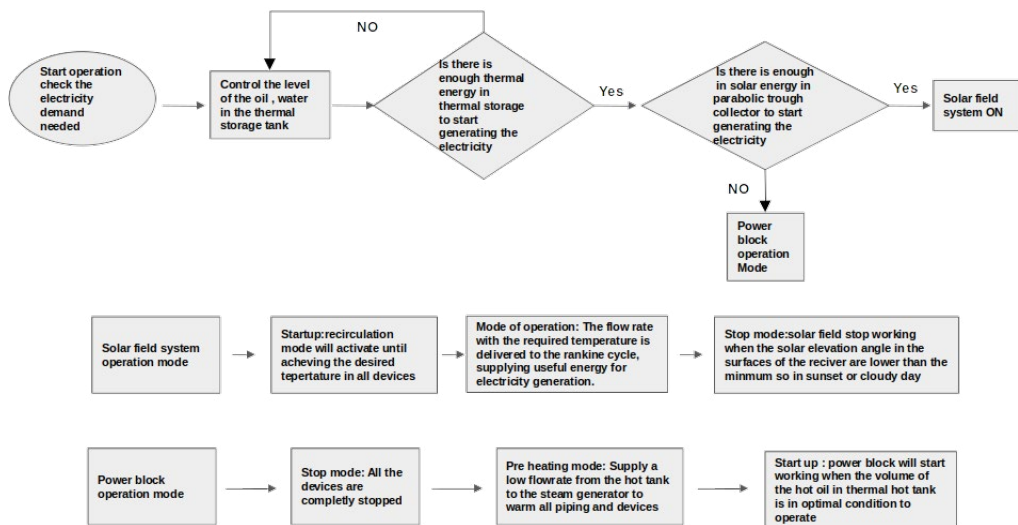 NO
Start operation
check the
electricity
demand
needed
Control the level
of the oil , water
in the thermal
storage tank
Is there is
enough thermal
energy in
thermal storage
to start
generating the
electricity
Yes
Is there is enough
in solar energy in
parabolic trough
collector to start
generating the
electricity
Yes
Solar field
system ON
NO
Power
block
operation
Mode
Solar field system
operation mode
Startup:recirculation
mode will activate until
acheving the desired
tepertature in all devices
Mode of operation: The flow rate
with the required temperature is
delivered to the rankine cycle,
supplying useful energy for
electricity generation.
Stop mode:solar field stop working
when the solar elevation angle in the
surfaces of the reciver are lower than the
minmum so in sunset or cloudy day
Power block
operation mode
Stop mode: All the
devices are
completly stopped
Pre heating mode: Supply a
low flowrate from the hot tank
to the steam generator to
warm all piping and devices
Start up : power block will start
working when the volume of
the hot oil in thermal hot tank
is in optimal condition to
operate